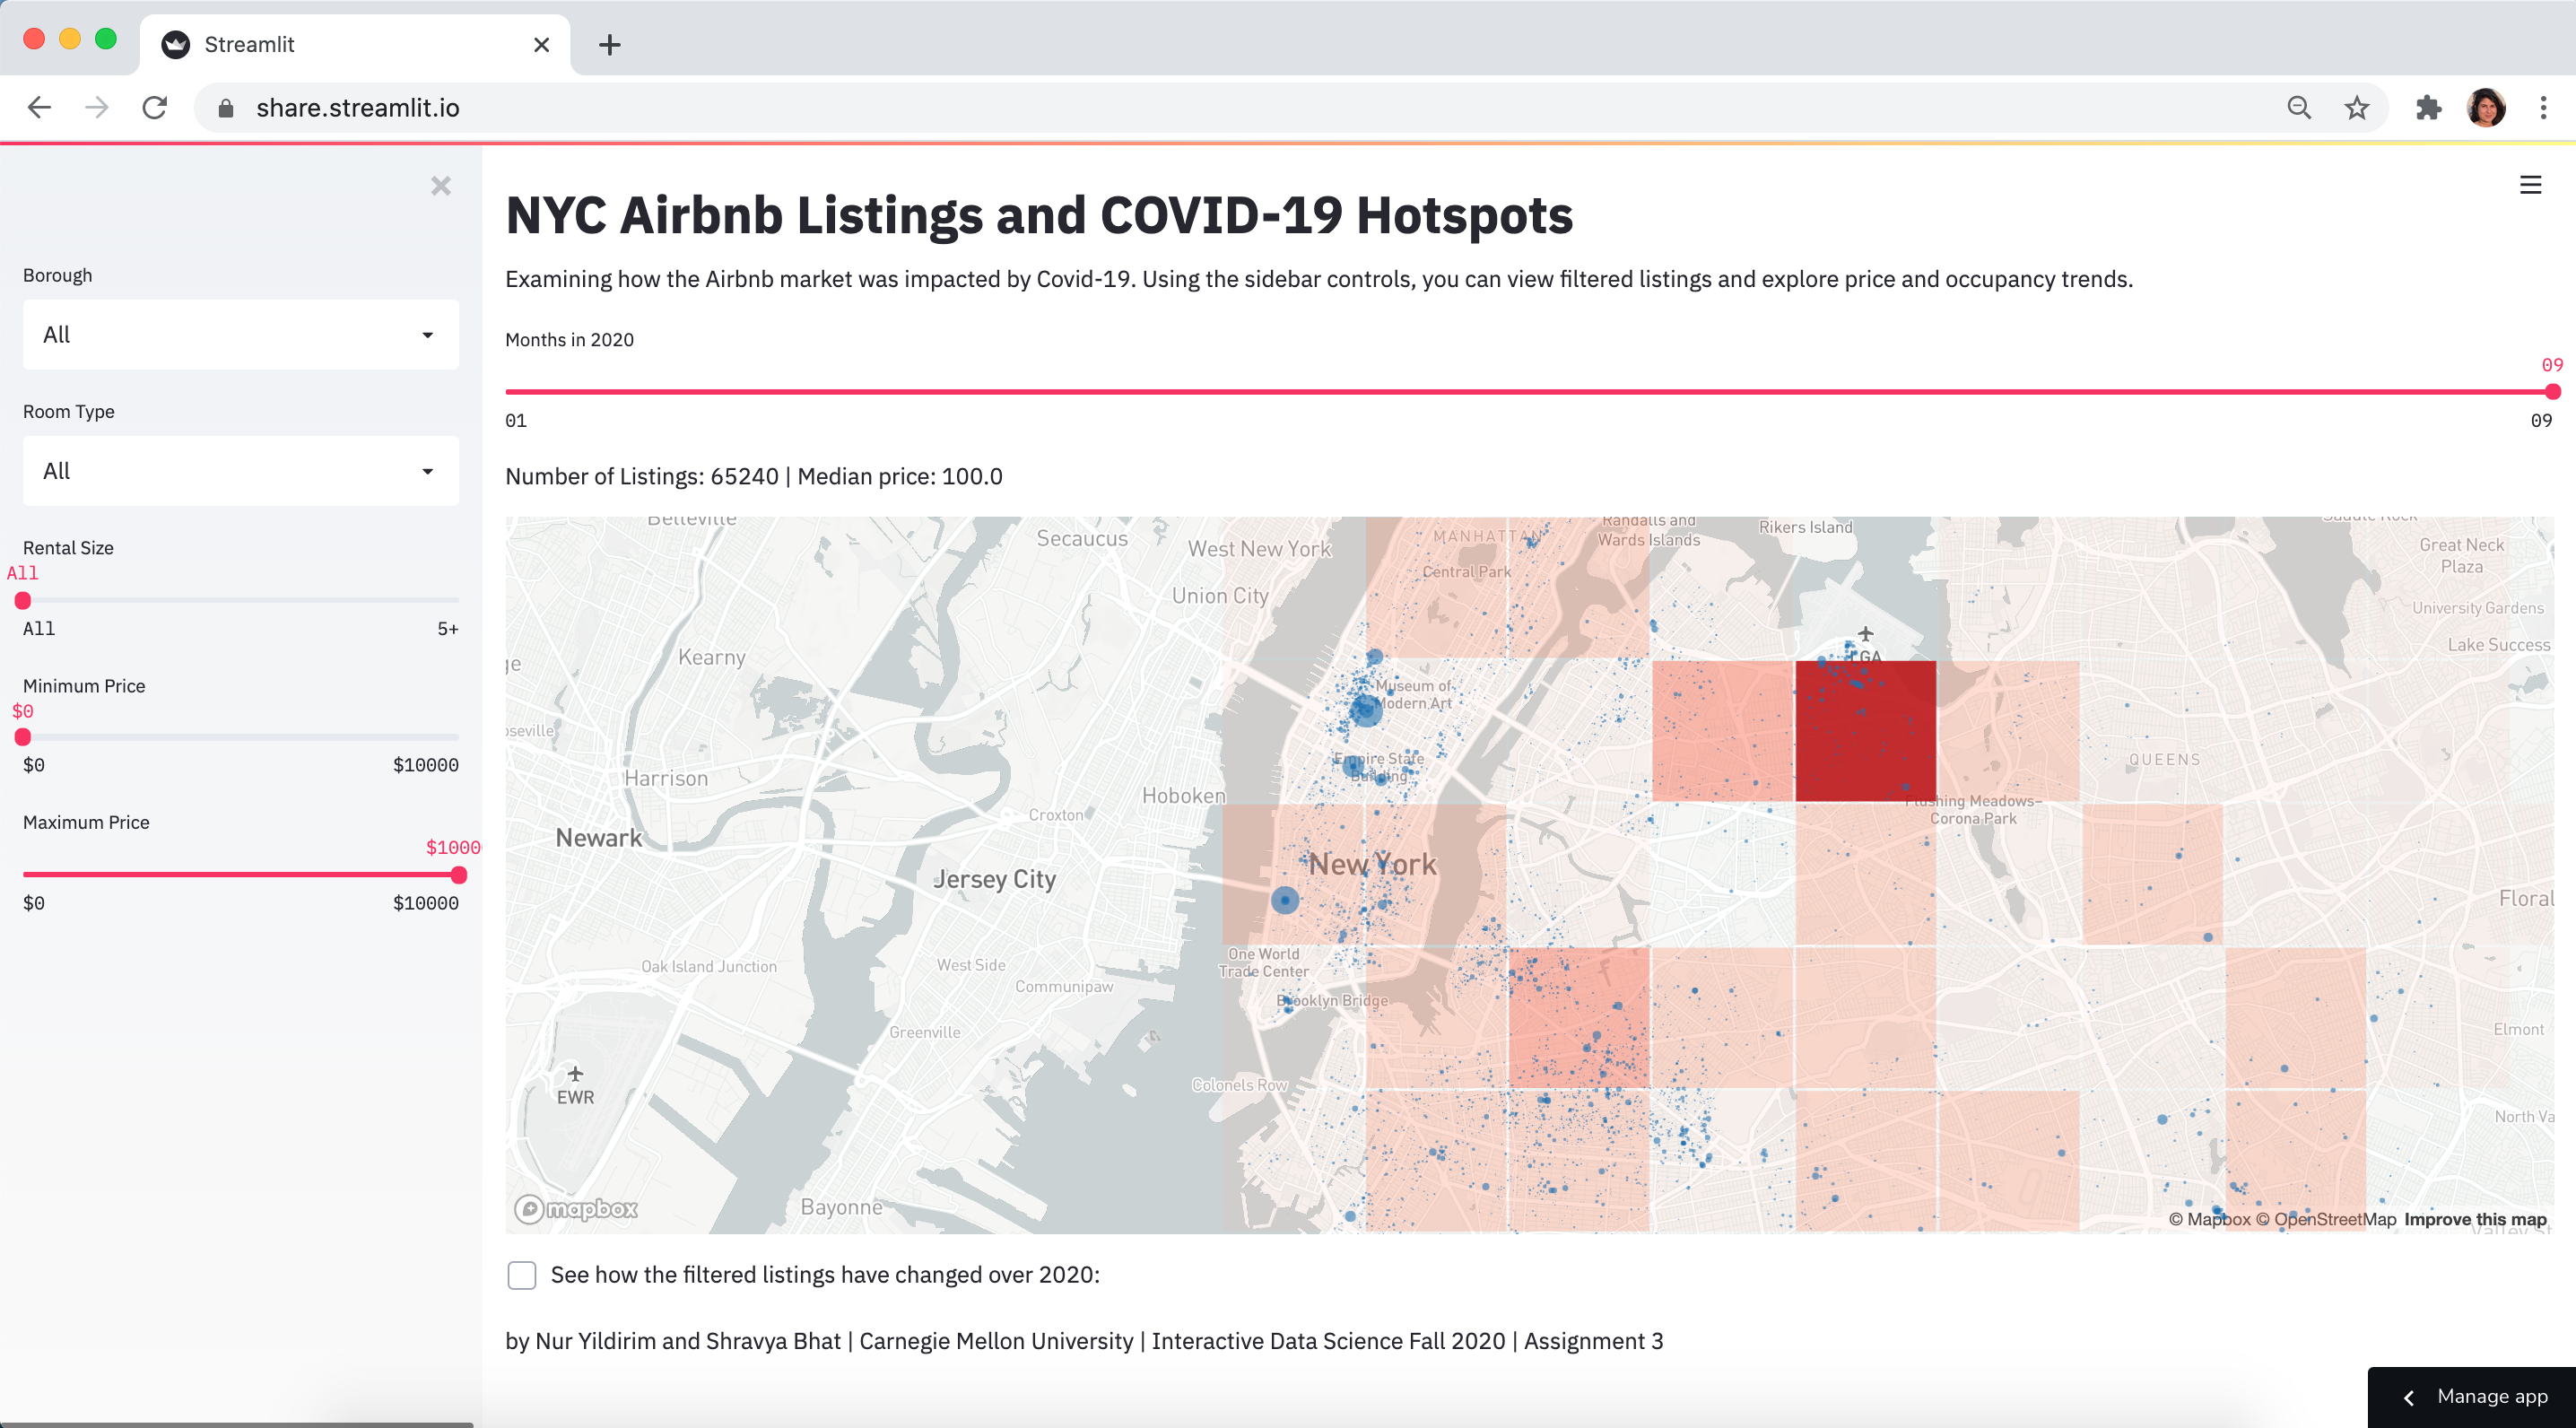 Streamlit
share.streamlit.io
NYC Airbnb Listings and COVID-19 Hotspots
Examining how the Airbnb market was impacted by Covid-19. Using the sidebar controls, you can view filtered listings and explore price and occupancy trends.
Borough
All
Room Type
All
Rental Size
All
All 5+
Minimum Price
$0
$0 $10000
Maximum Price
$1000
$0 $10000
Months in 2020
09
01 09
Number of Listings: 65240 | Median price: 100.0
Belleville
Secaucus
West New York
MANHATTAN
Randalls and
Wards Islands
Rikers Island
Great Neck
Plaza
Central Park
Union City
University Gardens
Lake Success
Kearny
LGA
Museum of
Modern Art
Empire State
Building
QUEENS
Harrison
Hoboken
Croxton
Flushing Meadows–
Corona Park
Newark
New York
Jersey City
Floral
One World
Trade Center
Oak Island Junction
West Side
Communipaw
Brooklyn Bridge
Greenville
Elmont
Colonels Row
EWR
North Va
Bayonne
mapbox
© Mapbox © OpenStreetMap Improve this map
See how the filtered listings have changed over 2020:
by Nur Yildirim and Shravya Bhat | Carnegie Mellon University | Interactive Data Science Fall 2020 | Assignment 3
Manage app